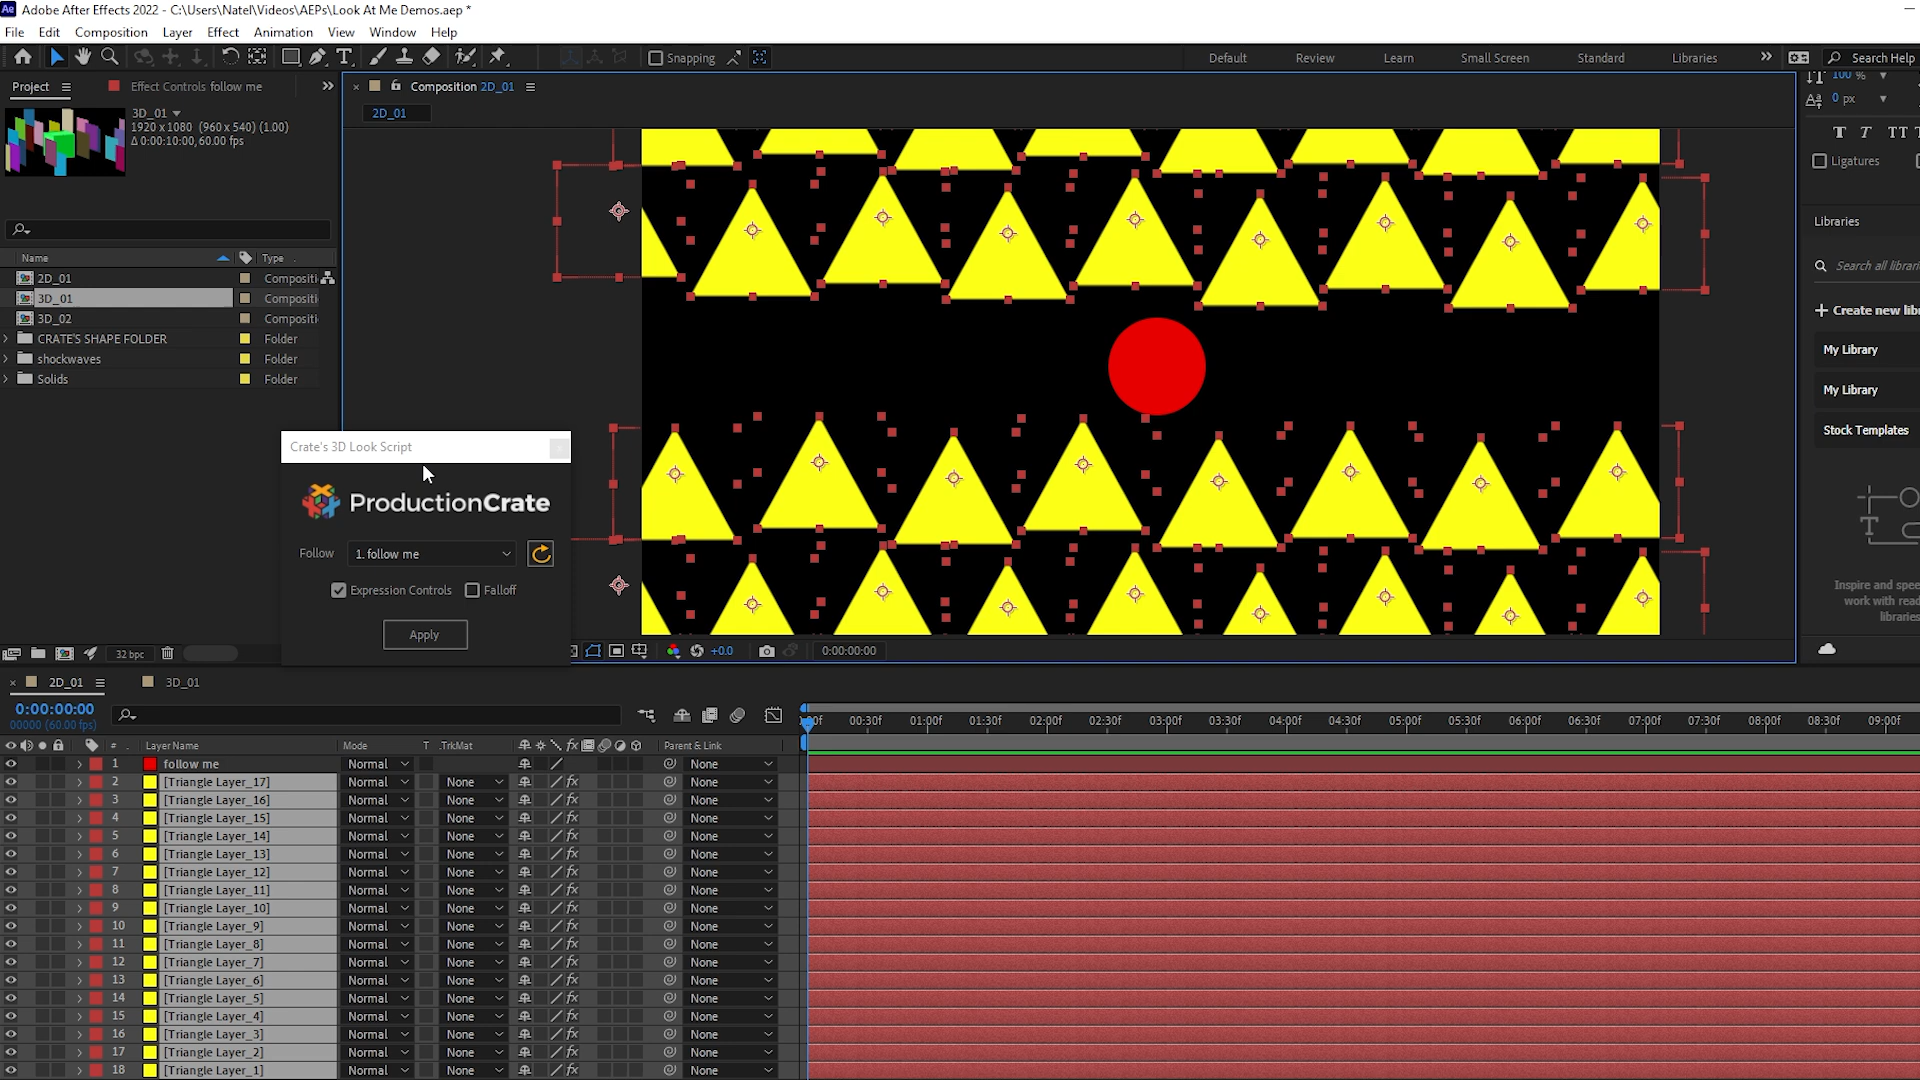 Adobe After Effects 2022 - C:\Users\Natel\Videos\AEPs\Look At Me Demos.aep *
File Edit Composition Layer Effect Animation View Window Help
Snapping Default Review Learn Small Screen Standard Libraries Search Help
Project Effect Controls follow me
Composition 2D_01
2D_01
3D_01
1920 x 1080 (960 x 540) (1.00)
Δ 0:00:10:00, 60.00 fps
100 %
0 px
Ligatures
Libraries
Name Type
2D_01 Compositi
3D_01 Compositi
3D_02 Compositi
CRATE'S SHAPE FOLDER Folder
shockwaves Folder
Solids Folder
Search all librari
Create new libr
My Library
My Library
Stock Templates
Inspire and spee
work with read
libraries
Crate's 3D Look Script
ProductionCrate
Follow 1. follow me
Expression Controls Falloff
Apply
32 bpc
+0.0 0:00:00:00
2D_01 3D_01
0:00:00:00
00000 (60.00 fps)
00:30f 01:00f 01:30f 02:00f 02:30f 03:00f 03:30f 04:00f 04:30f 05:00f 05:30f 06:00f 06:30f 07:00f 07:30f 08:00f 08:30f 09:00f
# Layer Name Mode T .TrkMat Parent & Link
1 follow me Normal None
2 [Triangle Layer_17] Normal None None
3 [Triangle Layer_16] Normal None None
4 [Triangle Layer_15] Normal None None
5 [Triangle Layer_14] Normal None None
6 [Triangle Layer_13] Normal None None
7 [Triangle Layer_12] Normal None None
8 [Triangle Layer_11] Normal None None
9 [Triangle Layer_10] Normal None None
10 [Triangle Layer_9] Normal None None
11 [Triangle Layer_8] Normal None None
12 [Triangle Layer_7] Normal None None
13 [Triangle Layer_6] Normal None None
14 [Triangle Layer_5] Normal None None
15 [Triangle Layer_4] Normal None None
16 [Triangle Layer_3] Normal None None
17 [Triangle Layer_2] Normal None None
18 [Triangle Layer_1] Normal None None